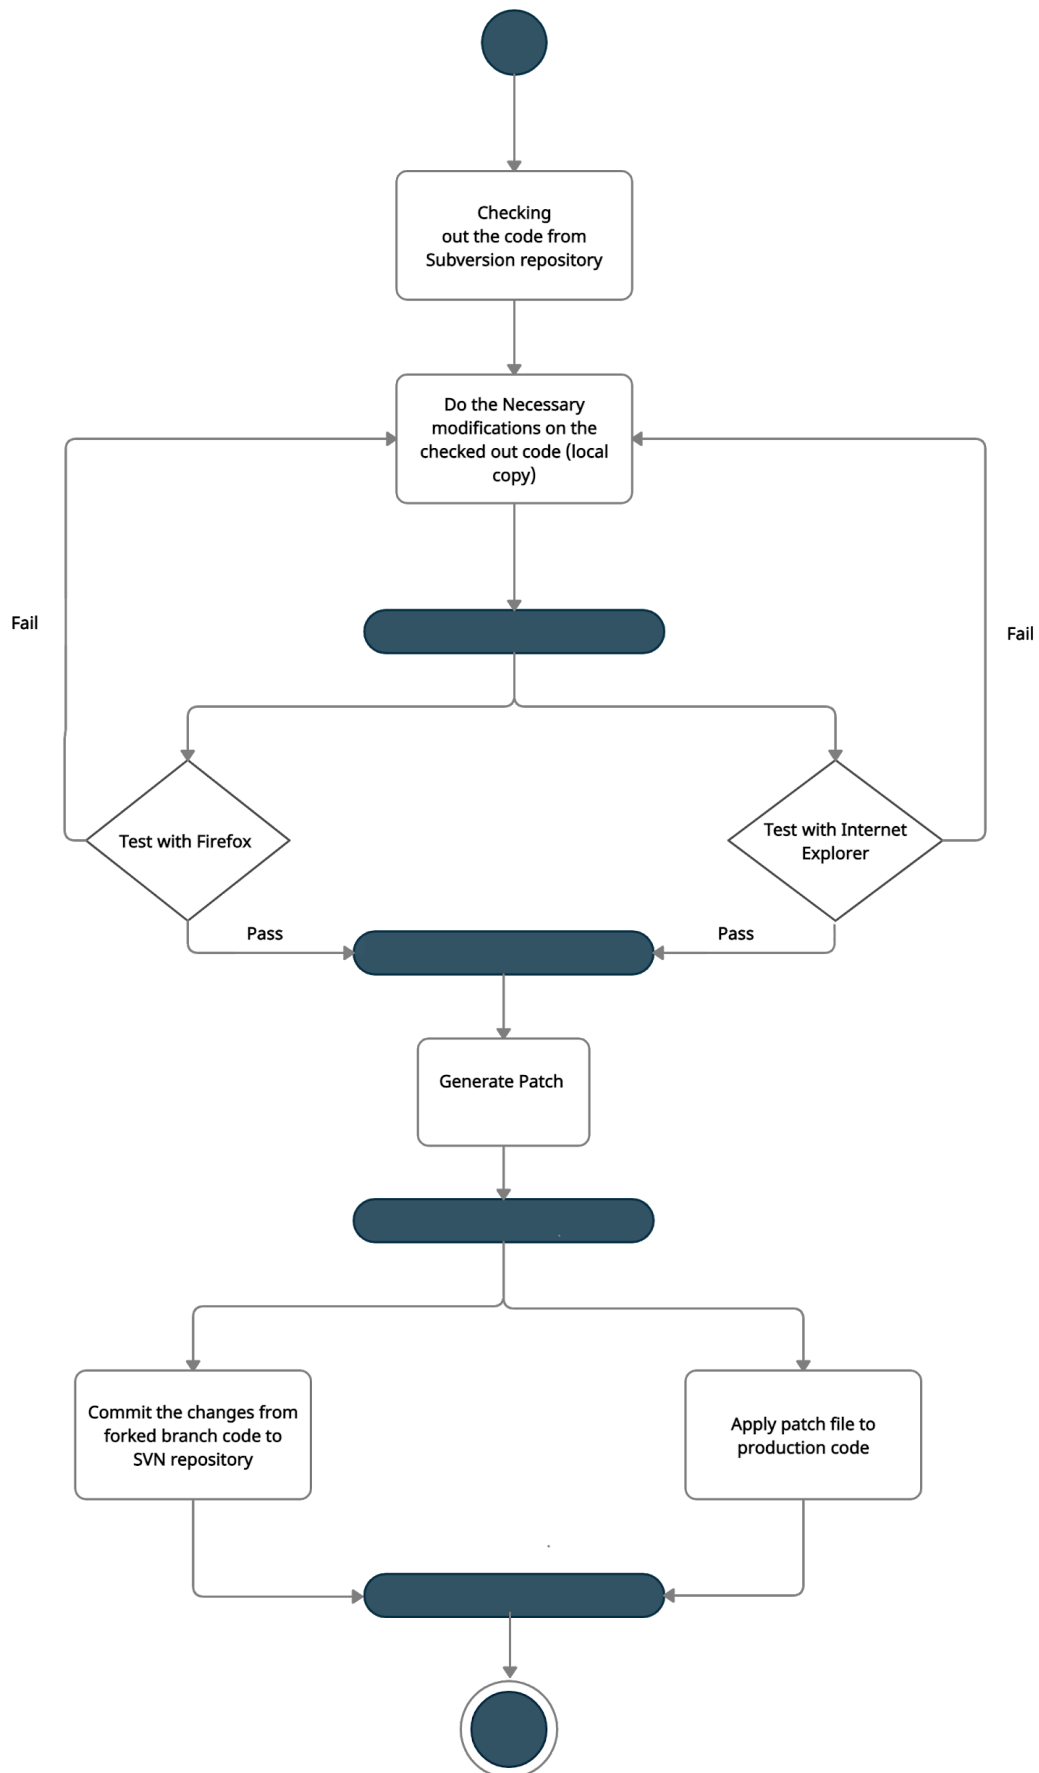 Checking
out the code from
Subversion repository
Do the Necessary
modifications on the
checked out code (local
copy)
Fail
Fail
Test with Firefox
Test with Internet
Explorer
Pass
Pass
Generate Patch
Commit the changes from
forked branch code to
SVN repository
Apply patch file to
production code